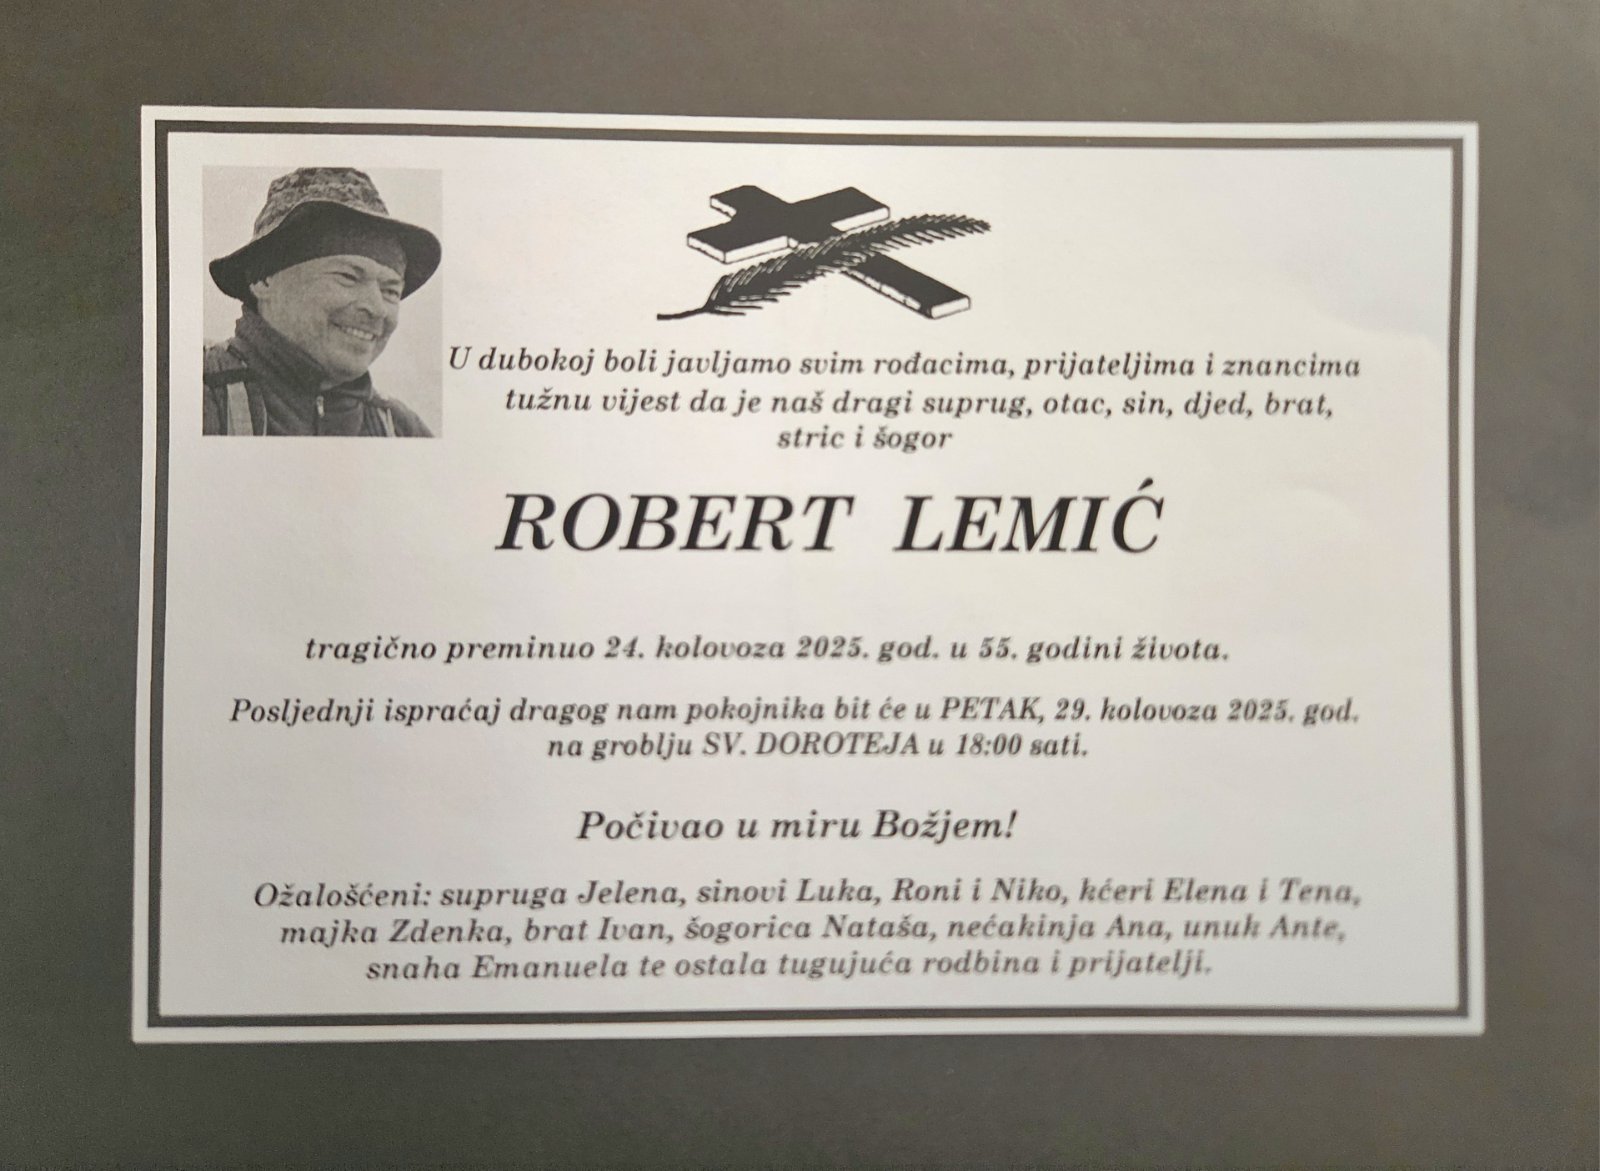 U dubokoj boli javljamo svim rođacima, prijateljima i znancima
tužnu vijest da je naš dragi suprug, otac, sin, djed, brat,
stric i šogor
ROBERT LEMIĆ
tragično preminuo 24. kolovoza 2025. god. u 55. godini života.
Posljednji ispraćaj dragog nam pokojnika bit će u PETAK, 29. kolovoza 2025. god.
na groblju SV. DOROTEJA u 18:00 sati.
Počivao u miru Božjem!
Ožalošćeni: supruga Jelena, sinovi Luka, Roni i Niko, kćeri Elena i Tena,
majka Zdenka, brat Ivan, šogorica Nataša, nećakinja Ana, unuk Ante,
snaha Emanuela te ostala tugujuća rodbina i prijatelji.